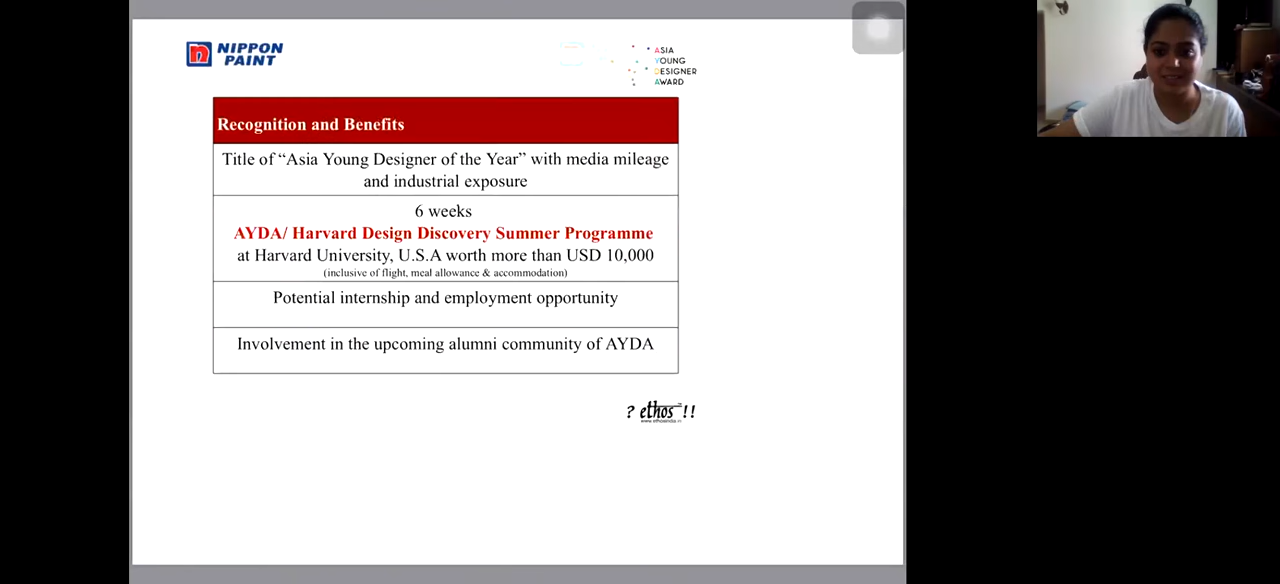 NIPPON
PAINT
ASIA
YOUNG
DESIGNER
AWARD
Recognition and Benefits
Title of “Asia Young Designer of the Year” with media mileage
and industrial exposure
6 weeks
AYDA/ Harvard Design Discovery Summer Programme
at Harvard University, U.S.A worth more than USD 10,000
(inclusive of flight, meal allowance & accommodation)
Potential internship and employment opportunity
Involvement in the upcoming alumni community of AYDA
? ethos !!
www.ethosindia.in